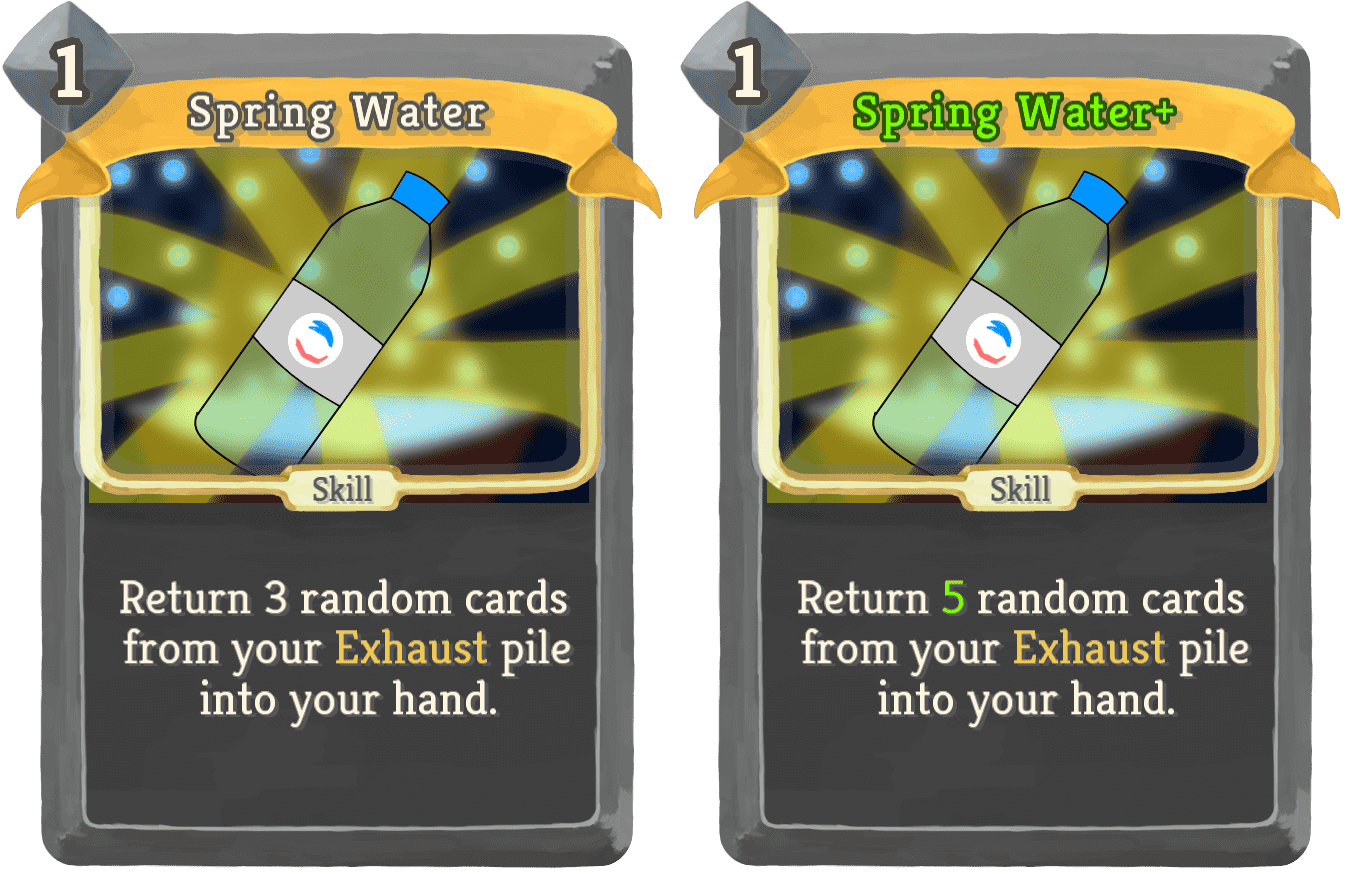 1
Spring Water
Skill
Return 3 random cards
from your Exhaust pile
into your hand.
1
Spring Water+
Skill
Return 5 random cards
from your Exhaust pile
into your hand.